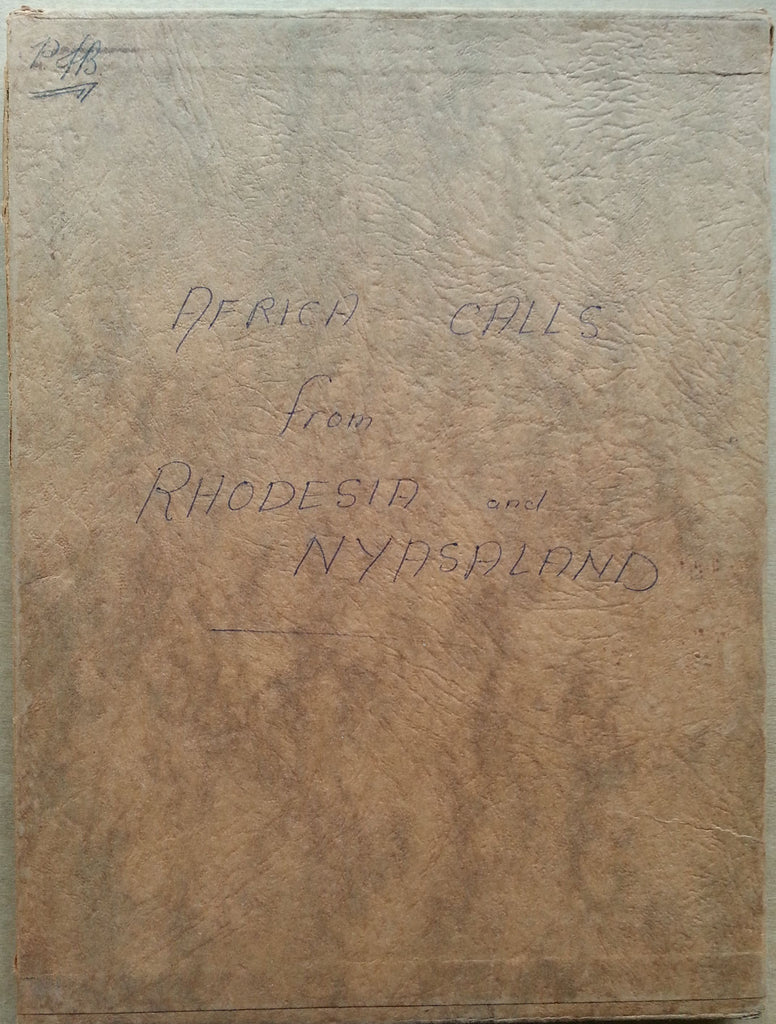 AFRICA CALLS
from
RHODESIA and
NYASALAND